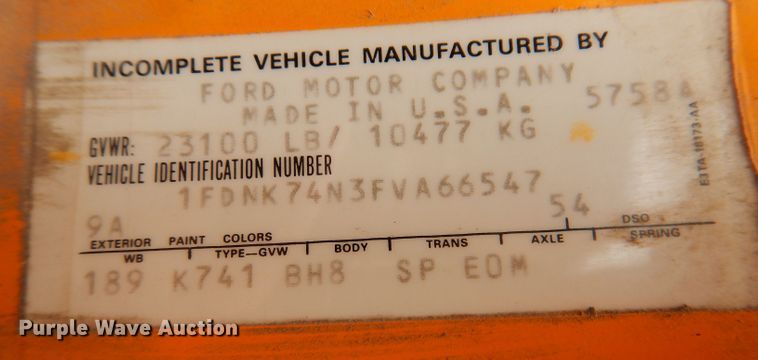 INCOMPLETE VEHICLE MANUFACTURED BY
FORD MOTOR COMPANY
MADE IN U.S.A. 5758A
GVWR: 23100 LB/ 10477 KG
VEHICLE IDENTIFICATION NUMBER
1FDNK74N3FVA66547
9A 54
EXTERIOR PAINT COLORS DSO
WB TYPE-GVW BODY TRANS AXLE SPRING
189 K741 BH8 SP EOM
E3TA-18173-AA
Purple Wave Auction